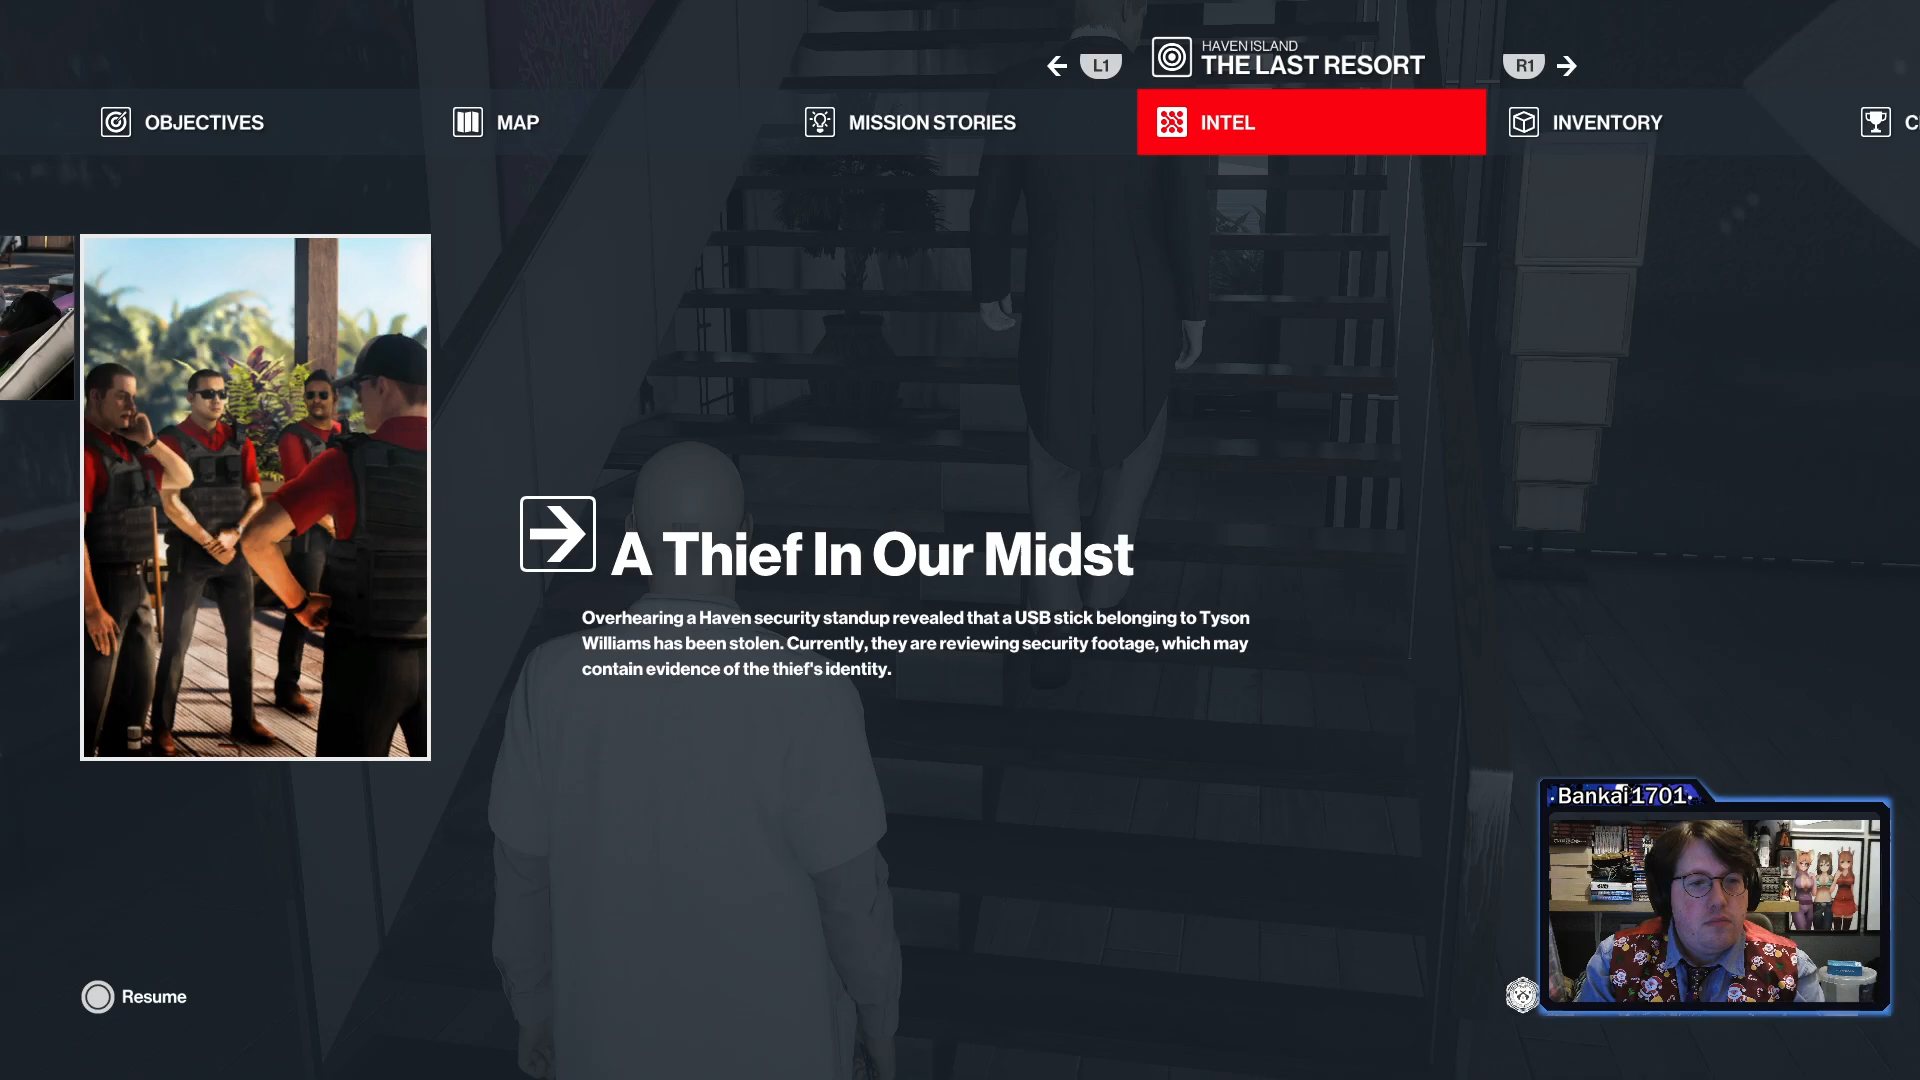 HAVEN ISLAND
L1 THE LAST RESORT R1
OBJECTIVES MAP MISSION STORIES INTEL INVENTORY C
A Thief In Our Midst
Overhearing a Haven security standup revealed that a USB stick belonging to Tyson
Williams has been stolen. Currently, they are reviewing security footage, which may
contain evidence of the thief's identity.
.Bankai1701.
Resume